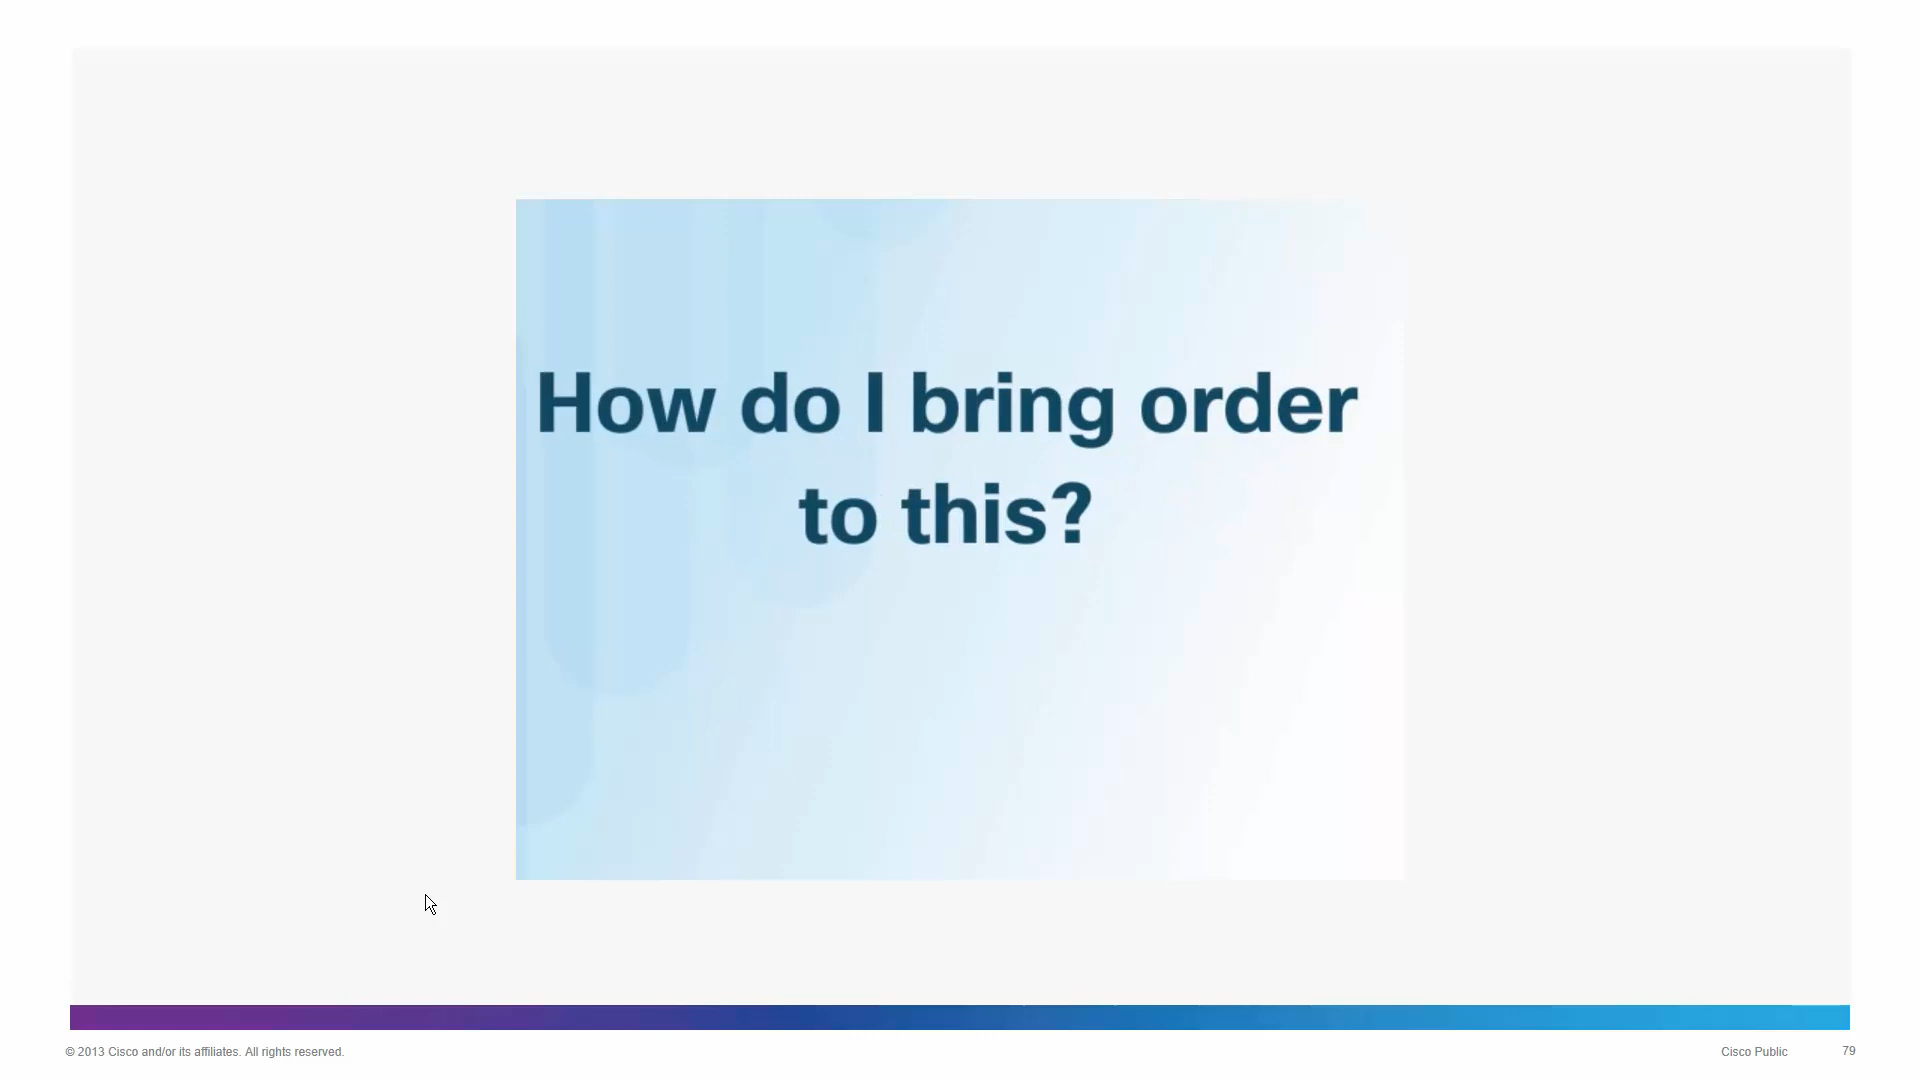 How do I bring order
to this?
© 2013 Cisco and/or its affiliates. All rights reserved.
Cisco Public
79